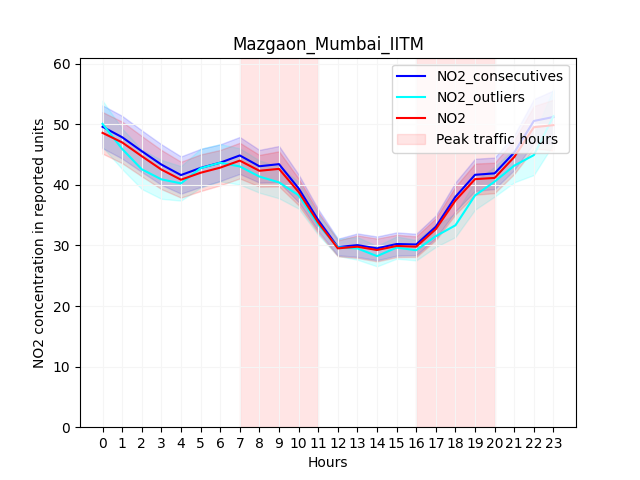 Mazgaon_Mumbai_IITM
NO2 concentration in reported units
60
50
40
30
20
10
0
NO2_consecutives
NO2_outliers
NO2
Peak traffic hours
0 1 2 3 4 5 6 7 8 9 10 11 12 13 14 15 16 17 18 19 20 21 22 23
Hours